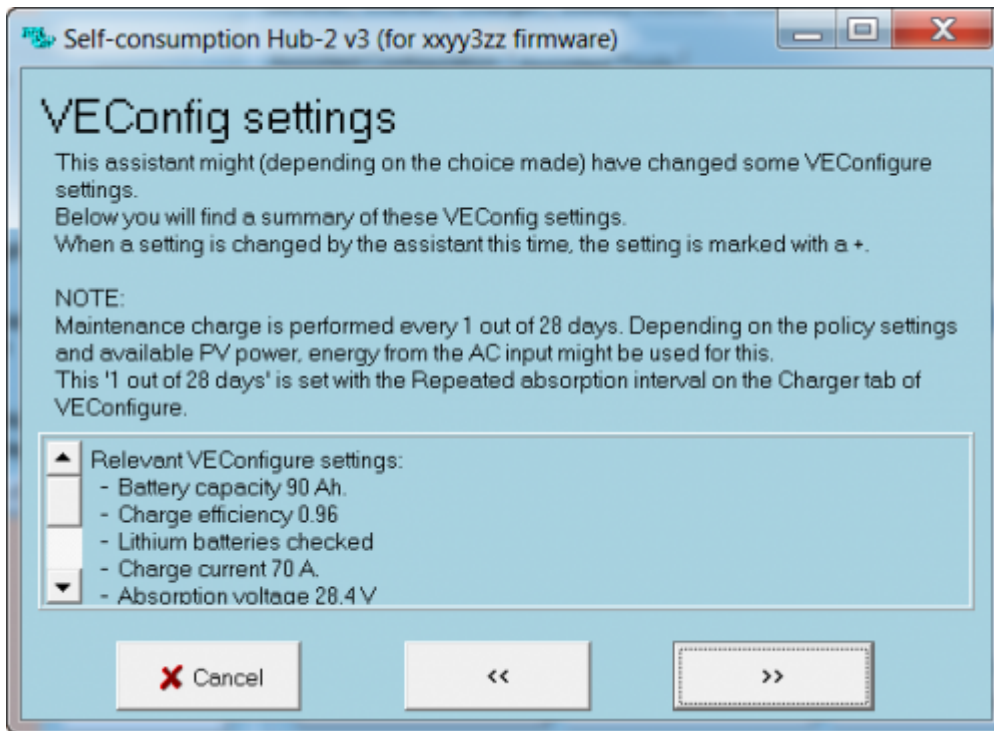 Self-consumption Hub-2 v3 (for xxyy3zz firmware)
VEConfig settings
This assistant might (depending on the choice made) have changed some VEConfigure
settings.
Below you will find a summary of these VEConfig settings.
When a setting is changed by the assistant this time, the setting is marked with a +.
NOTE:
Maintenance charge is performed every 1 out of 28 days. Depending on the policy settings
and available PV power, energy from the AC input might be used for this.
This '1 out of 28 days' is set with the Repeated absorption interval on the Charger tab of
VEConfigure.
Relevant VEConfigure settings:
- Battery capacity 90 Ah.
- Charge efficiency 0.96
- Lithium batteries checked
- Charge current 70 A.
- Absorption voltage 28.4 V
Cancel
<<
>>